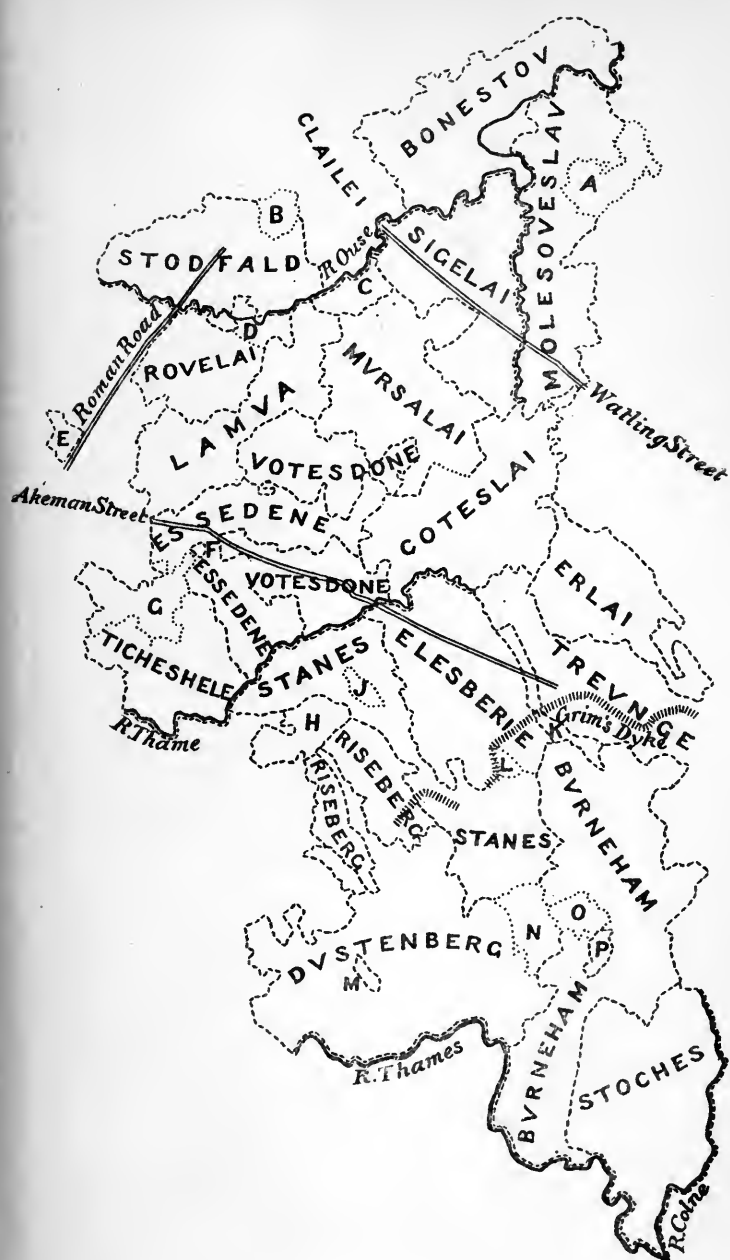 BONESTOV
CLAILEI
MOLESOVESLAV
A
B
STODFALD
R Ouse
SIGELAI
C
D
Roman Road
ROVELAI
MVRSALAI
Watling Street
E
LAMVA
VOTESDONE
Akeman Street
ESSEDENE
COTESLAI
F
ESSEDENE
VOTESDONE
ERLAI
G
TICHESHELE
STANES
ELESBERIE
TREVNGE
J
R.Thame
H
Grim's Dyke
K
RISEBERG
RISEBERG
L
BVRNEHAM
STANES
O
N
P
DVSTENBERG
M
R.Thames
BVRNEHAM
STOCHES
R.Colne